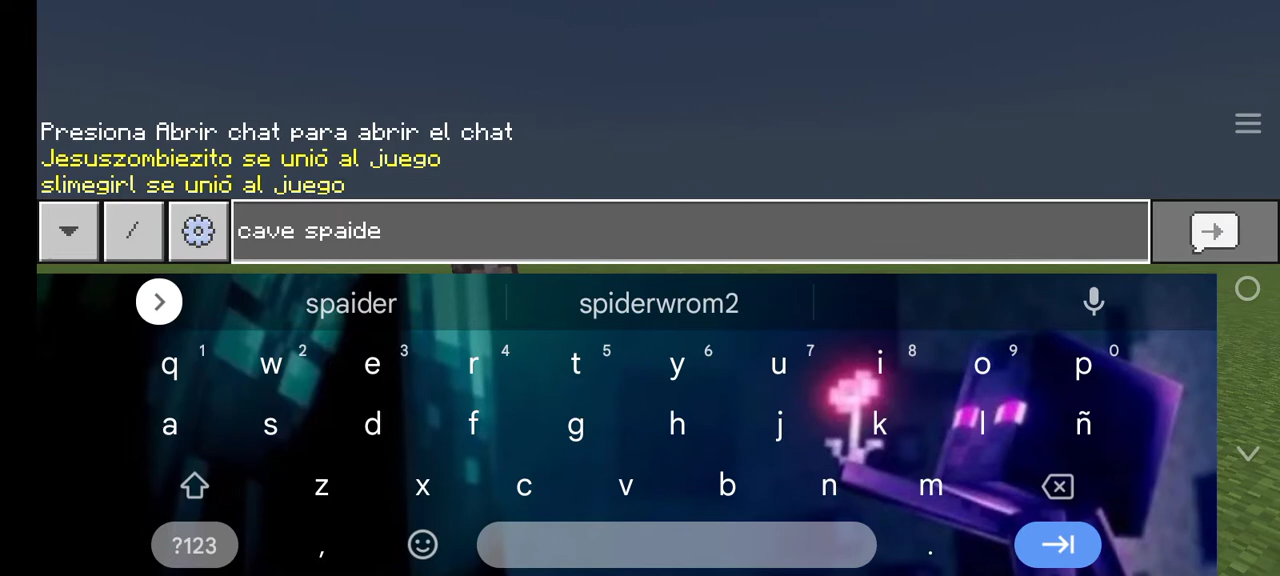 Presiona Abrir chat para abrir el chat
Jesuszombiezito se unió al juego
slimegirl se unió al juego
/
cave spaide
spaider spiderwrom2
q 1 w 2 e 3 r 4 t 5 y 6 u 7 i 8 o 9 p 0
a s d f g h j k l ñ
z x c v b n m
?123 , .